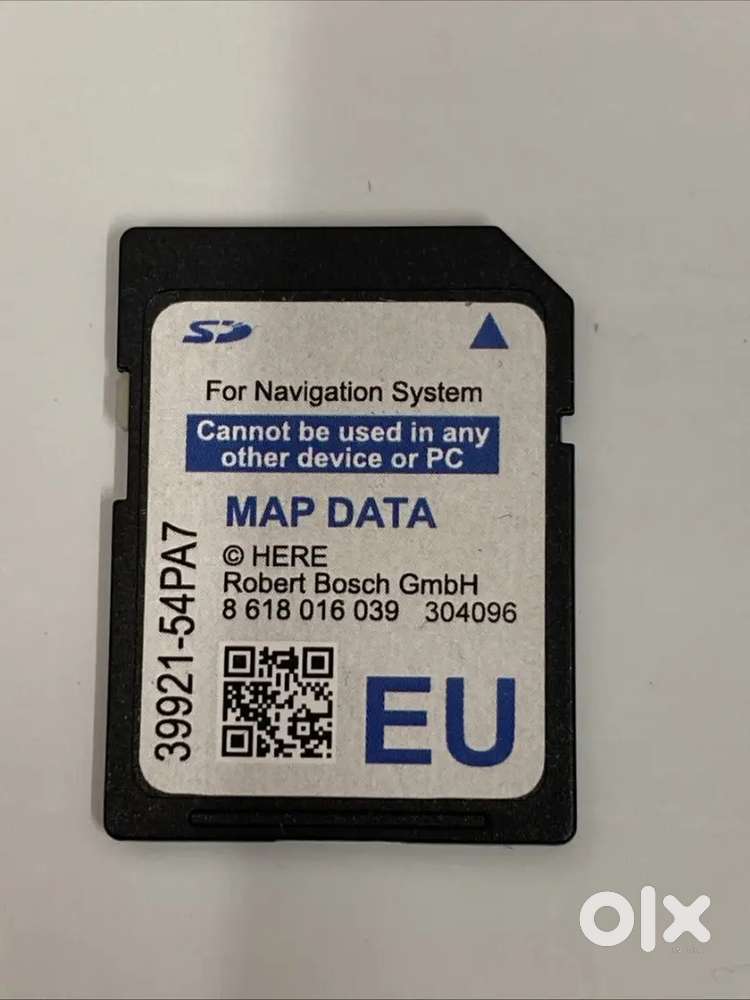 SD
For Navigation System
Cannot be used in any
other device or PC
MAP DATA
© HERE
Robert Bosch GmbH
8 618 016 039 304096
39921-54PA7
EU
olx